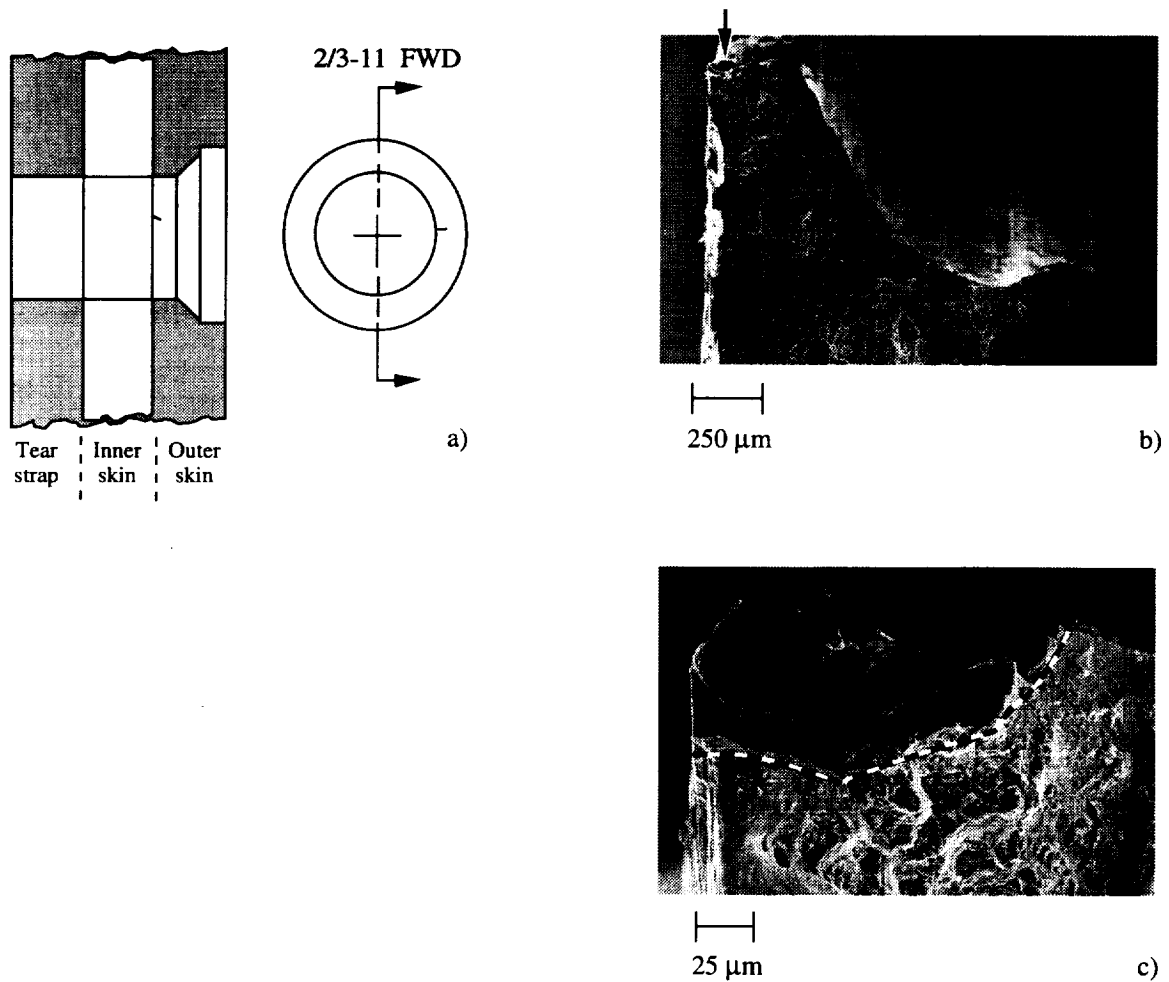 2/3-11 FWD
a)
Tear strap
Inner skin
Outer skin
250 μm
b)
25 μm
c)